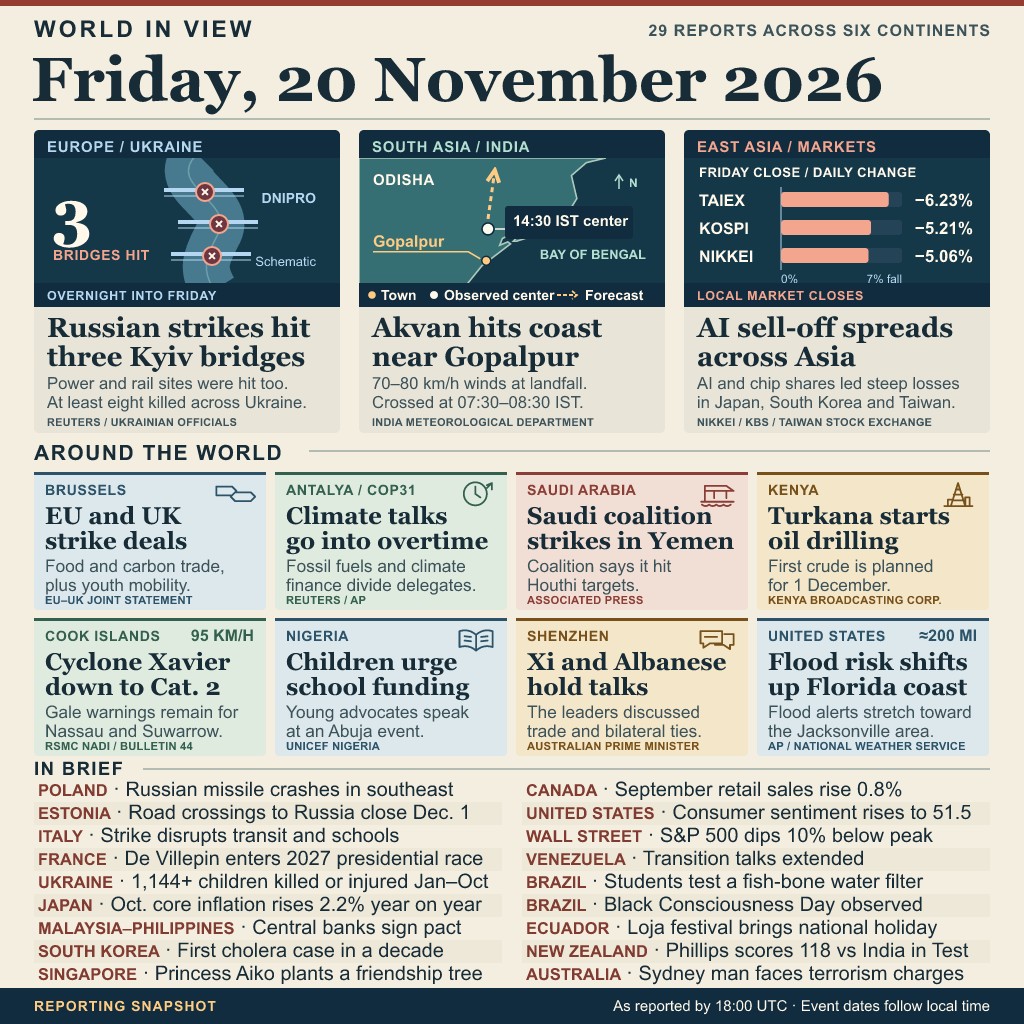 WORLD IN VIEW
29 REPORTS ACROSS SIX CONTINENTS
Friday, 20 November 2026
EUROPE / UKRAINE
3
BRIDGES HIT
DNIPRO
Schematic
OVERNIGHT INTO FRIDAY
Russian strikes hit
three Kyiv bridges
Power and rail sites were hit too.
At least eight killed across Ukraine.
REUTERS / UKRAINIAN OFFICIALS
SOUTH ASIA / INDIA
ODISHA
N
14:30 IST center
Gopalpur
BAY OF BENGAL
Town
Observed center
Forecast
Akvan hits coast
near Gopalpur
70–80 km/h winds at landfall.
Crossed at 07:30–08:30 IST.
INDIA METEOROLOGICAL DEPARTMENT
EAST ASIA / MARKETS
FRIDAY CLOSE / DAILY CHANGE
TAIEX −6.23%
KOSPI −5.21%
NIKKEI −5.06%
0% 7% fall
LOCAL MARKET CLOSES
AI sell-off spreads
across Asia
AI and chip shares led steep losses
in Japan, South Korea and Taiwan.
NIKKEI / KBS / TAIWAN STOCK EXCHANGE
AROUND THE WORLD
BRUSSELS
EU and UK
strike deals
Food and carbon trade,
plus youth mobility.
EU–UK JOINT STATEMENT
ANTALYA / COP31
Climate talks
go into overtime
Fossil fuels and climate
finance divide delegates.
REUTERS / AP
SAUDI ARABIA
Saudi coalition
strikes in Yemen
Coalition says it hit
Houthi targets.
ASSOCIATED PRESS
KENYA
Turkana starts
oil drilling
First crude is planned
for 1 December.
KENYA BROADCASTING CORP.
COOK ISLANDS 95 KM/H
Cyclone Xavier
down to Cat. 2
Gale warnings remain for
Nassau and Suwarrow.
RSMC NADI / BULLETIN 44
NIGERIA
Children urge
school funding
Young advocates speak
at an Abuja event.
UNICEF NIGERIA
SHENZHEN
Xi and Albanese
hold talks
The leaders discussed
trade and bilateral ties.
AUSTRALIAN PRIME MINISTER
UNITED STATES ≈200 MI
Flood risk shifts
up Florida coast
Flood alerts stretch toward
the Jacksonville area.
AP / NATIONAL WEATHER SERVICE
IN BRIEF
POLAND · Russian missile crashes in southeast
ESTONIA · Road crossings to Russia close Dec. 1
ITALY · Strike disrupts transit and schools
FRANCE · De Villepin enters 2027 presidential race
UKRAINE · 1,144+ children killed or injured Jan–Oct
JAPAN · Oct. core inflation rises 2.2% year on year
MALAYSIA–PHILIPPINES · Central banks sign pact
SOUTH KOREA · First cholera case in a decade
SINGAPORE · Princess Aiko plants a friendship tree
CANADA · September retail sales rise 0.8%
UNITED STATES · Consumer sentiment rises to 51.5
WALL STREET · S&P 500 dips 10% below peak
VENEZUELA · Transition talks extended
BRAZIL · Students test a fish-bone water filter
BRAZIL · Black Consciousness Day observed
ECUADOR · Loja festival brings national holiday
NEW ZEALAND · Phillips scores 118 vs India in Test
AUSTRALIA · Sydney man faces terrorism charges
REPORTING SNAPSHOT
As reported by 18:00 UTC · Event dates follow local time